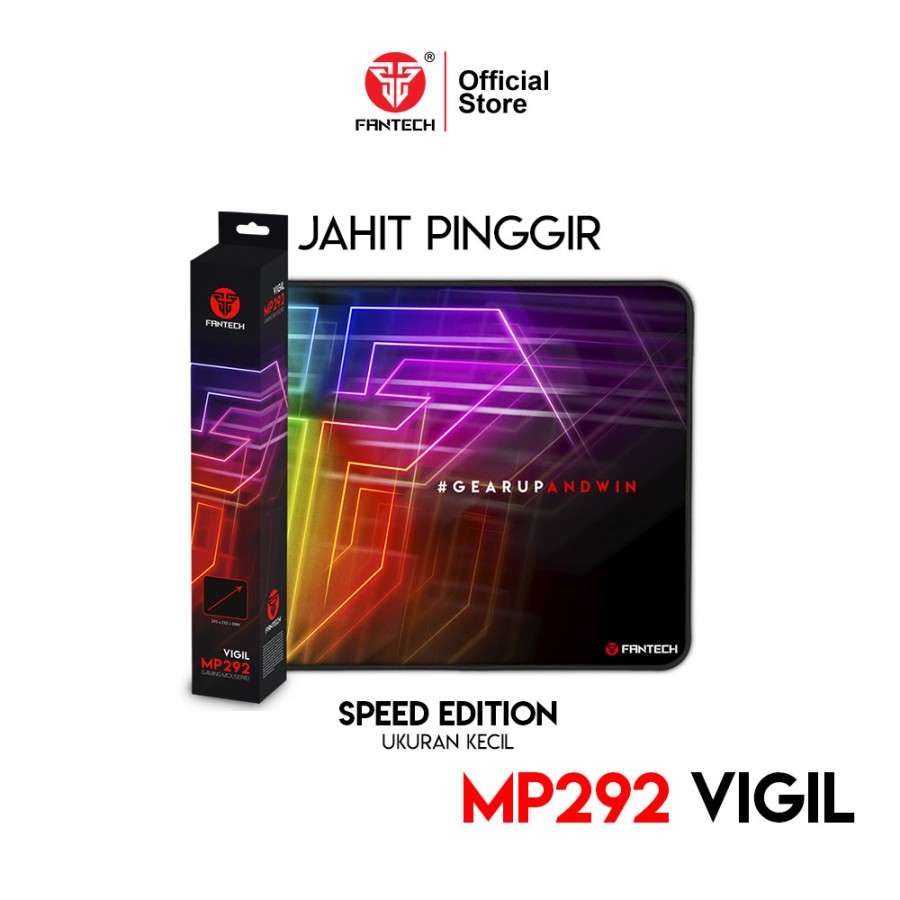 FANTECH®
Official
Store
JAHIT PINGGIR
FANTECH
VIGIL
MP292
#GEARUPANDWIN
FANTECH
VIGIL
MP292
GAMING MOUSEPAD
FANTECH
FANTECH
SPEED EDITION
UKURAN KECIL
MP292 VIGIL